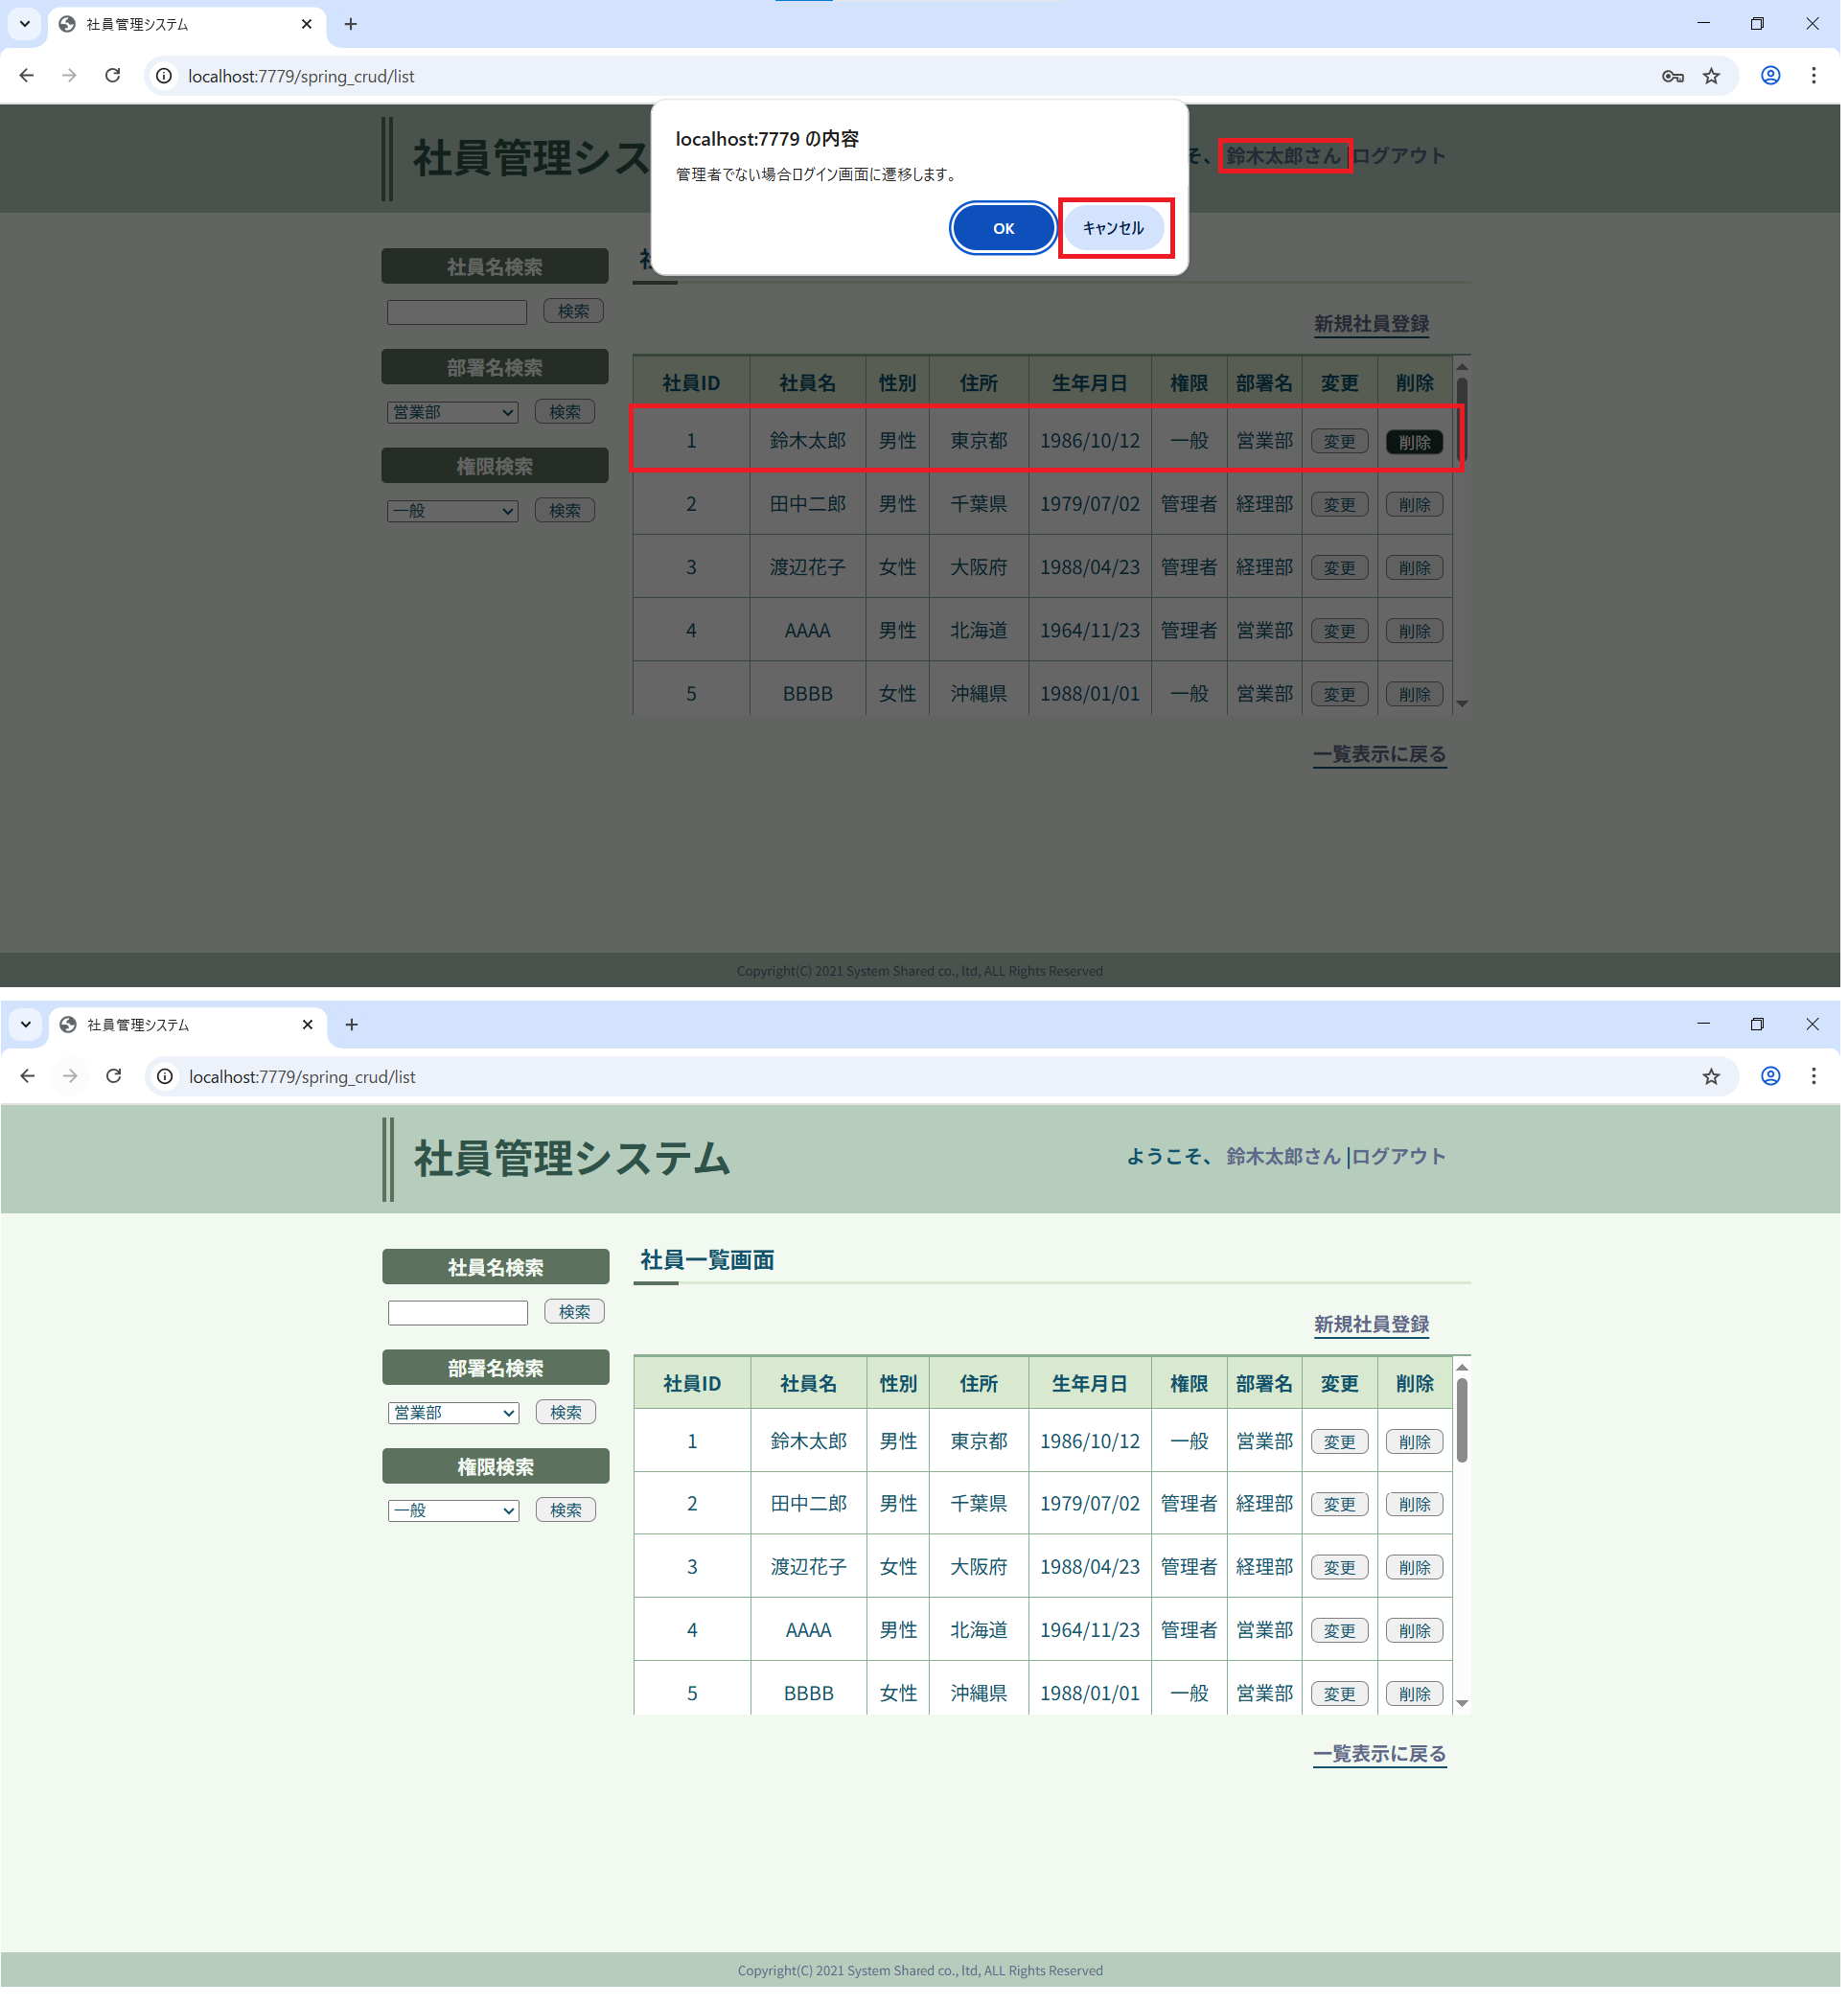 社員管理システム
localhost:7779/spring_crud/list
社員管理シス
localhost:7779 の内容
管理者でない場合ログイン画面に遷移します。
OK キャンセル
そ、 鈴木太郎さん |ログアウト
社員名検索
検索
新規社員登録
部署名検索
営業部 検索
権限検索
一般 検索
社員ID 社員名 性別 住所 生年月日 権限 部署名 変更 削除
1 鈴木太郎 男性 東京都 1986/10/12 一般 営業部 変更 削除
2 田中二郎 男性 千葉県 1979/07/02 管理者 経理部 変更 削除
3 渡辺花子 女性 大阪府 1988/04/23 管理者 経理部 変更 削除
4 AAAA 男性 北海道 1964/11/23 管理者 営業部 変更 削除
5 BBBB 女性 沖縄県 1988/01/01 一般 営業部 変更 削除
一覧表示に戻る
Copyright(C) 2021 System Shared co., ltd, ALL Rights Reserved
社員管理システム
localhost:7779/spring_crud/list
社員管理システム
ようこそ、 鈴木太郎さん |ログアウト
社員名検索
検索
部署名検索
営業部 検索
権限検索
一般 検索
社員一覧画面
新規社員登録
社員ID 社員名 性別 住所 生年月日 権限 部署名 変更 削除
1 鈴木太郎 男性 東京都 1986/10/12 一般 営業部 変更 削除
2 田中二郎 男性 千葉県 1979/07/02 管理者 経理部 変更 削除
3 渡辺花子 女性 大阪府 1988/04/23 管理者 経理部 変更 削除
4 AAAA 男性 北海道 1964/11/23 管理者 営業部 変更 削除
5 BBBB 女性 沖縄県 1988/01/01 一般 営業部 変更 削除
一覧表示に戻る
Copyright(C) 2021 System Shared co., ltd, ALL Rights Reserved